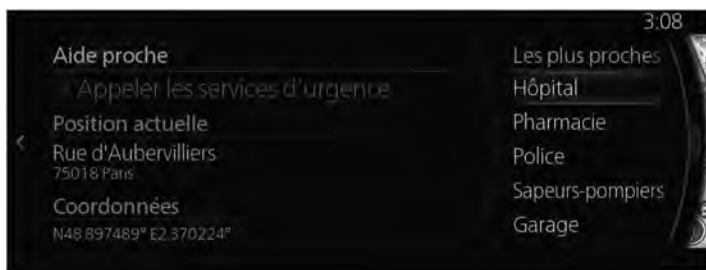 3:08
Aide proche
Appeler les services d'urgence
Position actuelle
Rue d'Aubervilliers
75018 Paris
Coordonnées
N48.897489° E2.370224°
Les plus proches
Hôpital
Pharmacie
Police
Sapeurs-pompiers
Garage